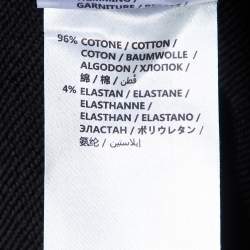 GARNITURE /
96% COTONE / COTTON /
COTON / BAUMWOLLE /
ALGODON / ХЛОПОК /
綿 / 棉 / قطن /
4% ELASTAN / ELASTANE /
ELASTHANNE /
ELASTHAN / ELASTANO /
ЭЛАСТАН / ポリウレタン /
氨纶 / إيلاستين /